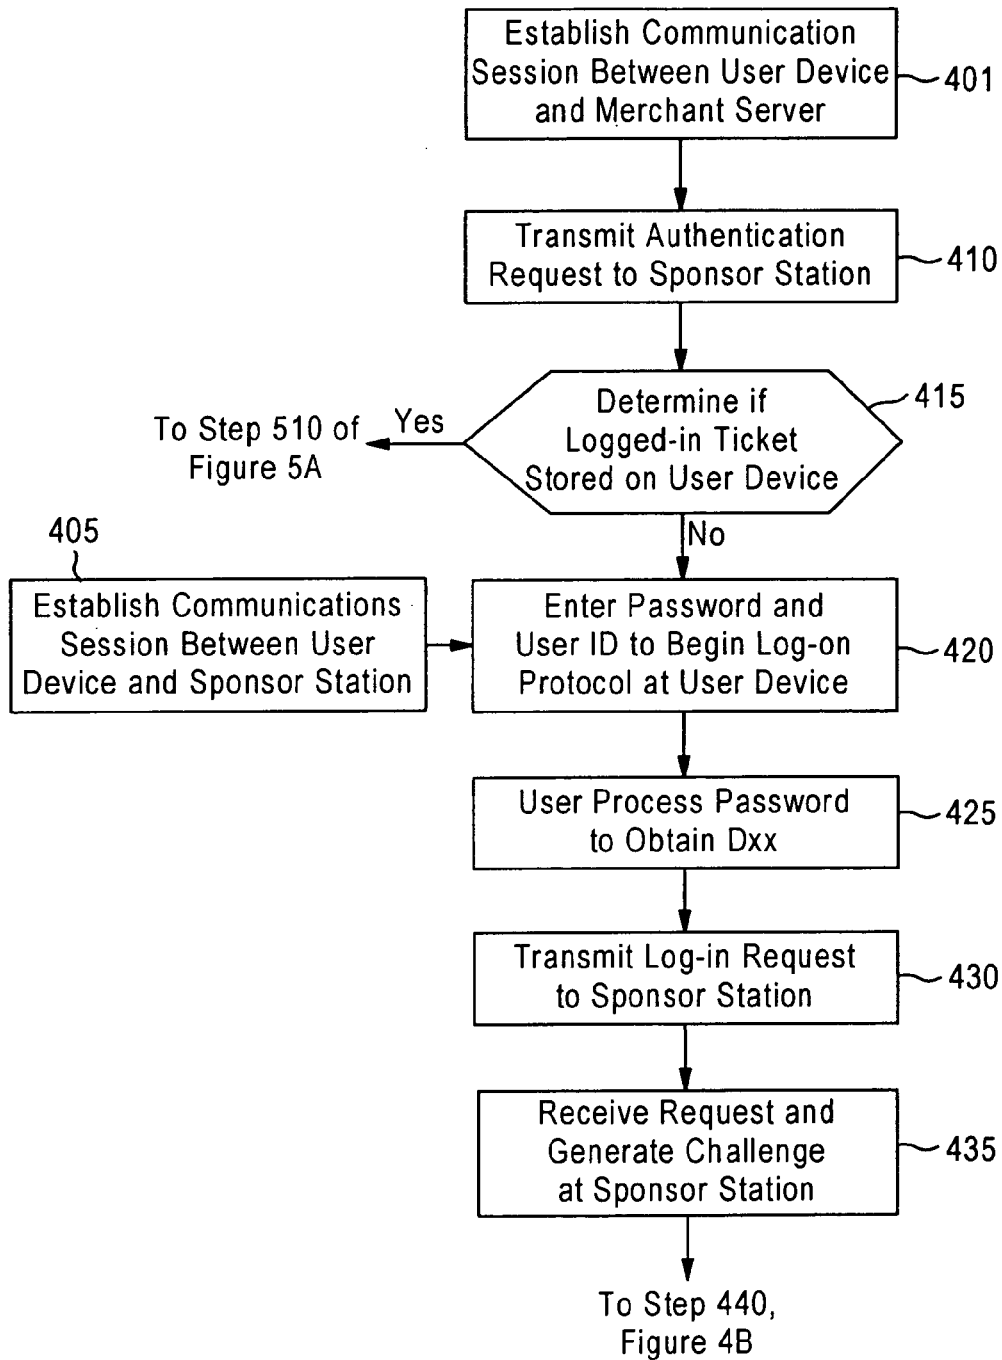 Establish Communication
Session Between User Device
and Merchant Server
401
Transmit Authentication
Request to Sponsor Station
410
Determine if
Logged-in Ticket
Stored on User Device
415
Yes
To Step 510 of
Figure 5A
No
405
Establish Communications
Session Between User
Device and Sponsor Station
Enter Password and
User ID to Begin Log-on
Protocol at User Device
420
User Process Password
to Obtain Dxx
425
Transmit Log-in Request
to Sponsor Station
430
Receive Request and
Generate Challenge
at Sponsor Station
435
To Step 440,
Figure 4B